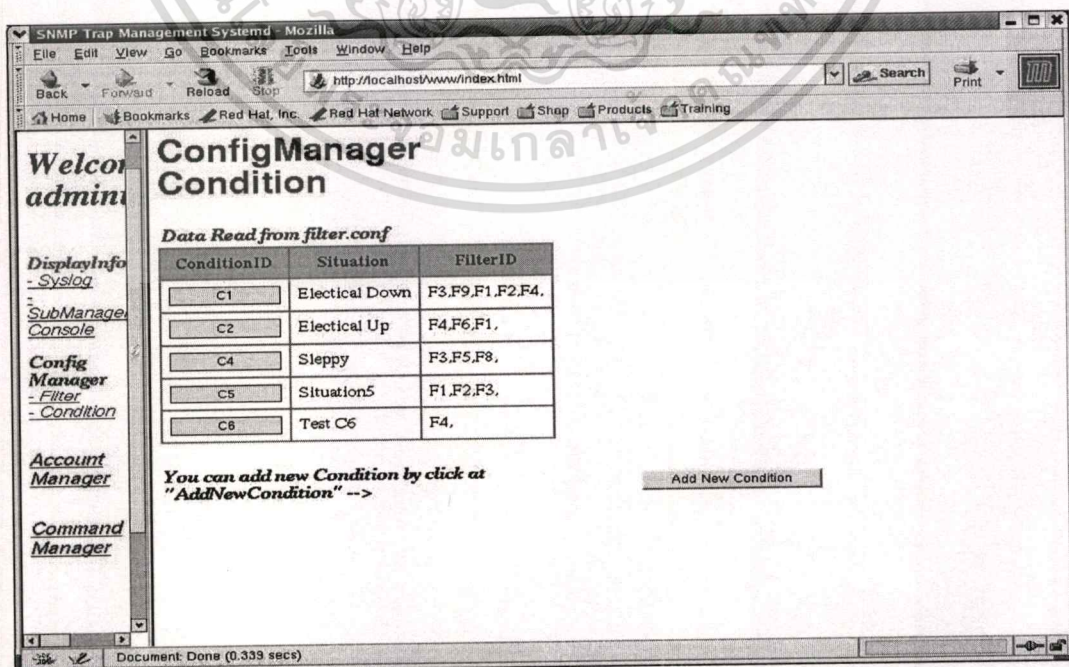 SNMP Trap Management Systemd - Mozilla
File Edit View Go Bookmarks Tools Window Help
Back Forward Reload Stop http://localhost/www/index.html Search Print
Home Bookmarks Red Hat, Inc. Red Hat Network Support Shop Products Training
Welcom
admini
DisplayInfo
- Syslog
-
SubManager
Console
Config
Manager
- Filter
- Condition
Account
Manager
Command
Manager
ConfigManager
Condition
Data Read from filter.conf
ConditionID Situation FilterID
C1 Electical Down F3,F9,F1,F2,F4,
C2 Electical Up F4,F6,F1,
C4 Sleppy F3,F5,F8,
C5 Situation5 F1,F2,F3,
C6 Test C6 F4,
You can add new Condition by click at
"AddNewCondition" -->
Add New Condition
Document: Done (0.339 secs)